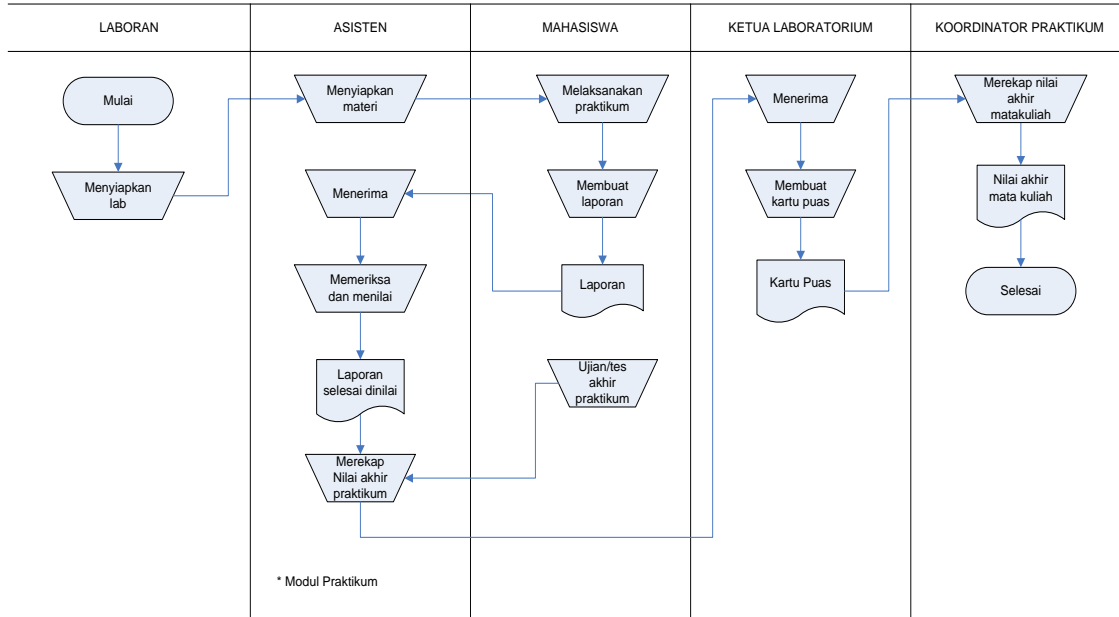 LABORAN
ASISTEN
MAHASISWA
KETUA LABORATORIUM
KOORDINATOR PRAKTIKUM
Mulai
Menyiapkan
lab
Menyiapkan
materi
Menerima
Memeriksa
dan menilai
Laporan
selesai dinilai
Merekap
Nilai akhir
praktikum
* Modul Praktikum
Melaksanakan
praktikum
Membuat
laporan
Laporan
Ujian/tes
akhir
praktikum
Menerima
Membuat
kartu puas
Kartu Puas
Merekap nilai
akhir
matakuliah
Nilai akhir
mata kuliah
Selesai